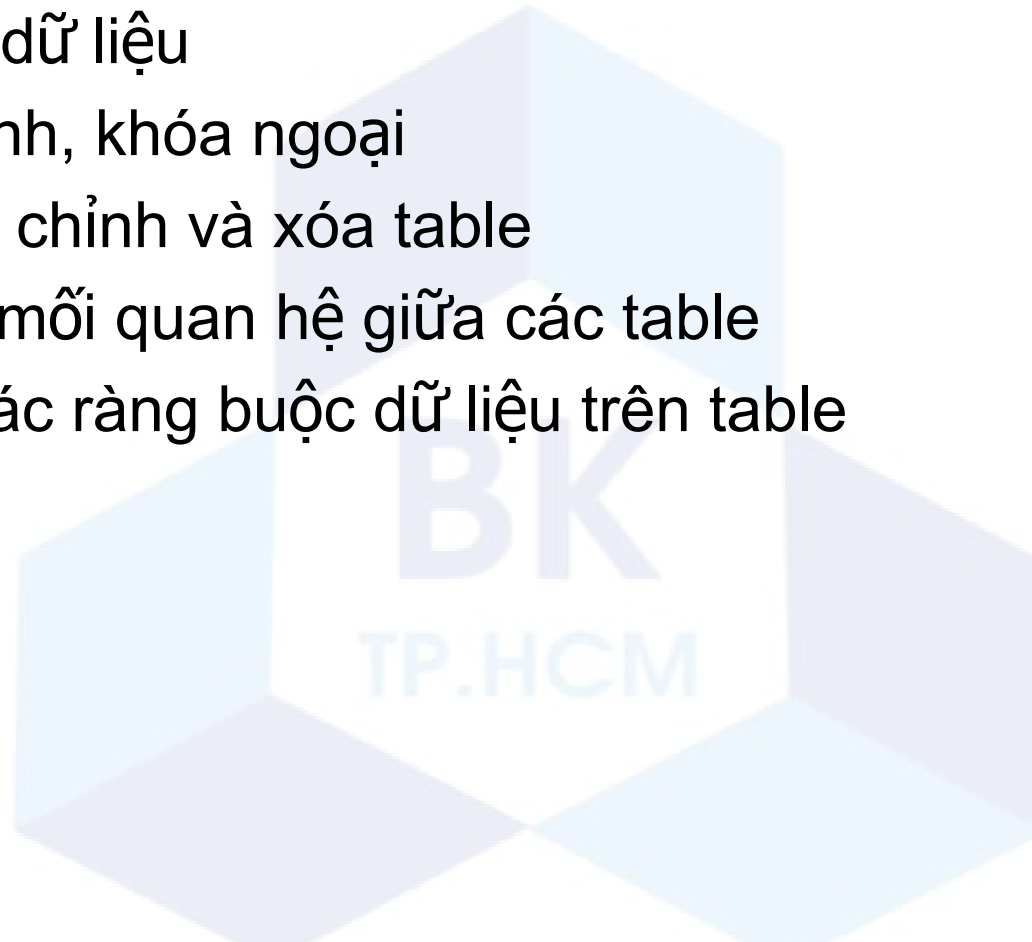 dữ liệu
nh, khóa ngoại
chỉnh và xóa table
mối quan hệ giữa các table
ác ràng buộc dữ liệu trên table
BK
TP.HCM